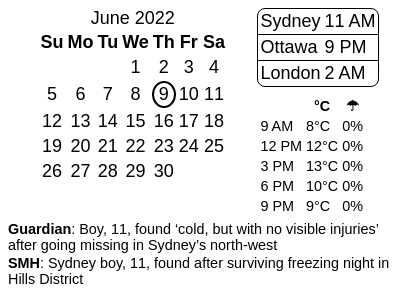 June 2022
Su Mo Tu We Th Fr Sa
1 2 3 4
5 6 7 8 9 10 11
12 13 14 15 16 17 18
19 20 21 22 23 24 25
26 27 28 29 30
Sydney 11 AM
Ottawa 9 PM
London 2 AM
°C ☂
9 AM 8°C 0%
12 PM 12°C 0%
3 PM 13°C 0%
6 PM 10°C 0%
9 PM 9°C 0%
Guardian: Boy, 11, found ‘cold, but with no visible injuries’
after going missing in Sydney’s north-west
SMH: Sydney boy, 11, found after surviving freezing night in
Hills District